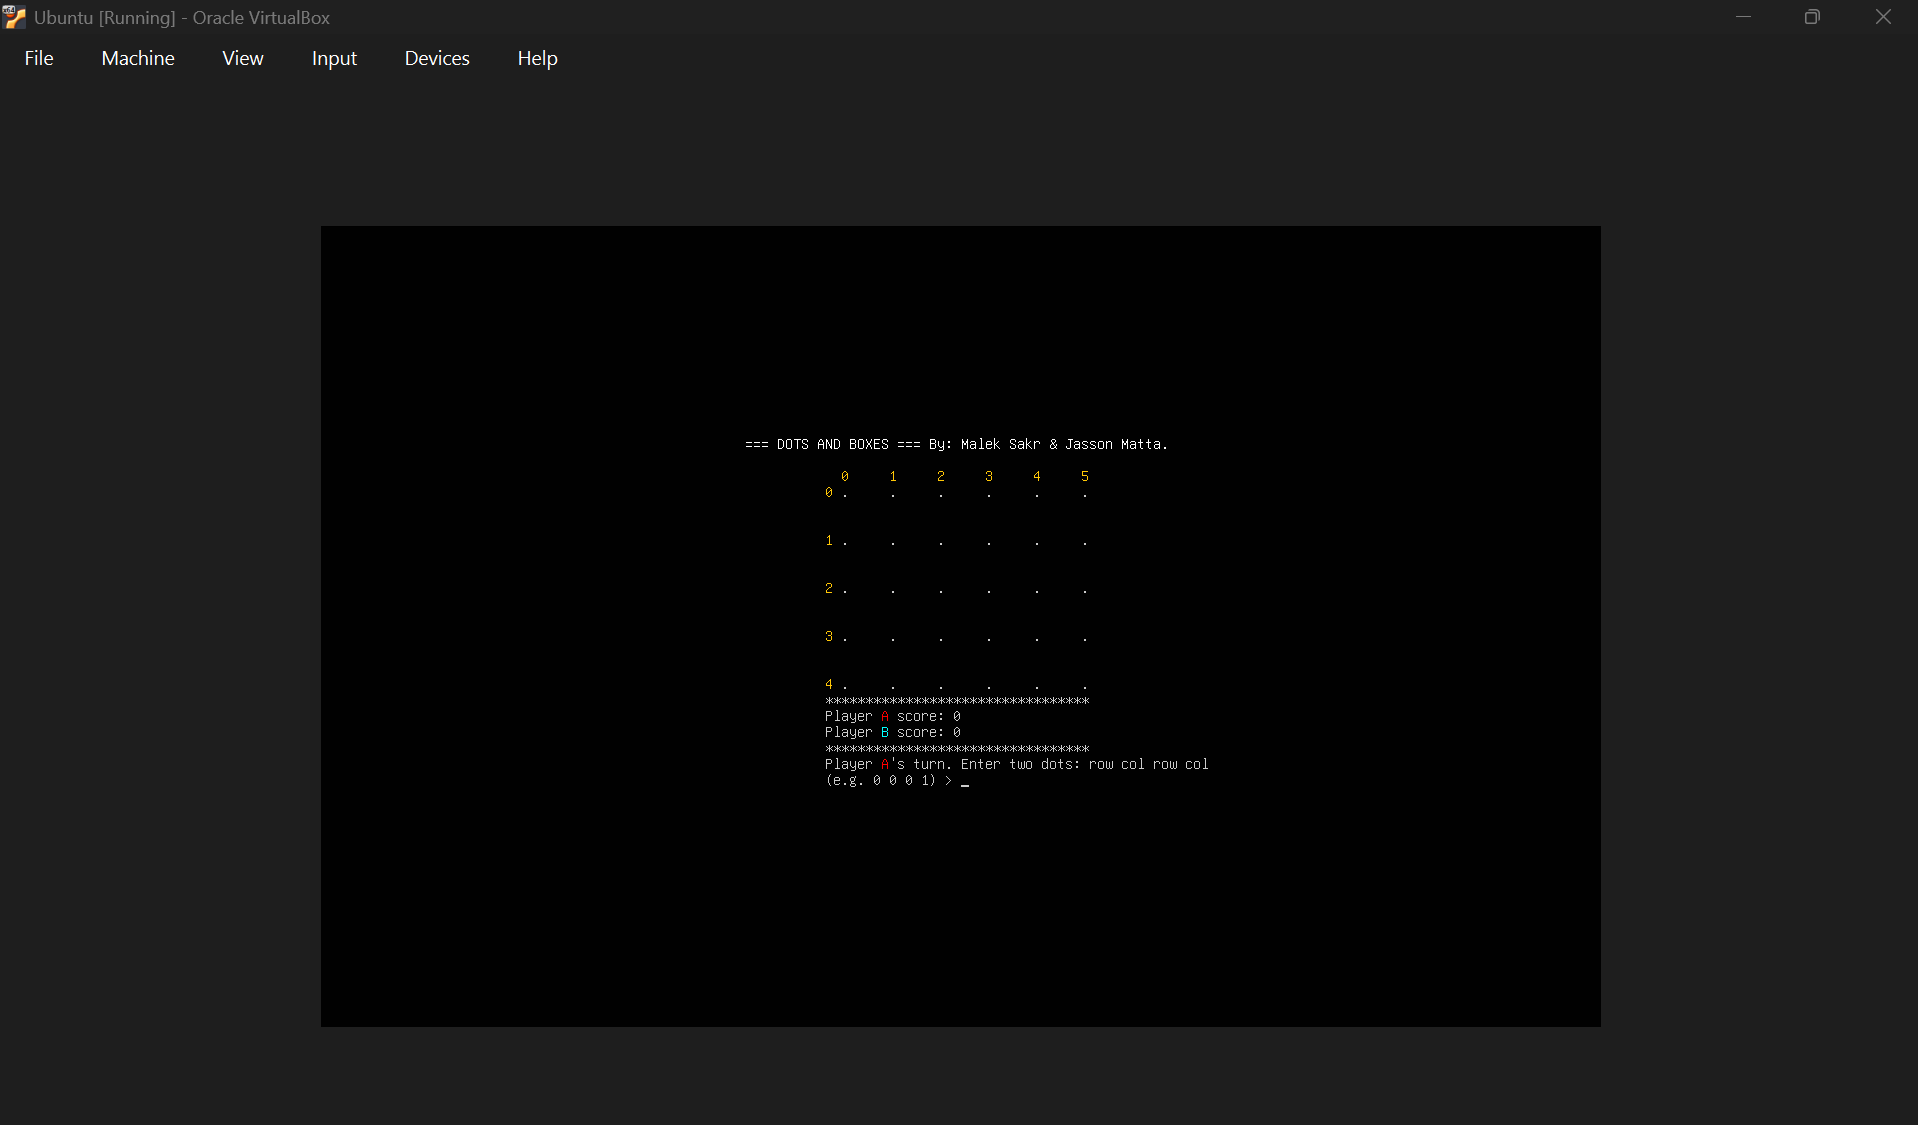 Ubuntu [Running] - Oracle VirtualBox
File Machine View Input Devices Help
=== DOTS AND BOXES === By: Malek Sakr & Jasson Matta.
0 1 2 3 4 5
0 . . . . . .
1 . . . . . .
2 . . . . . .
3 . . . . . .
4 . . . . . .
*********************************
Player A score: 0
Player B score: 0
*********************************
Player A's turn. Enter two dots: row col row col
(e.g. 0 0 0 1) > _